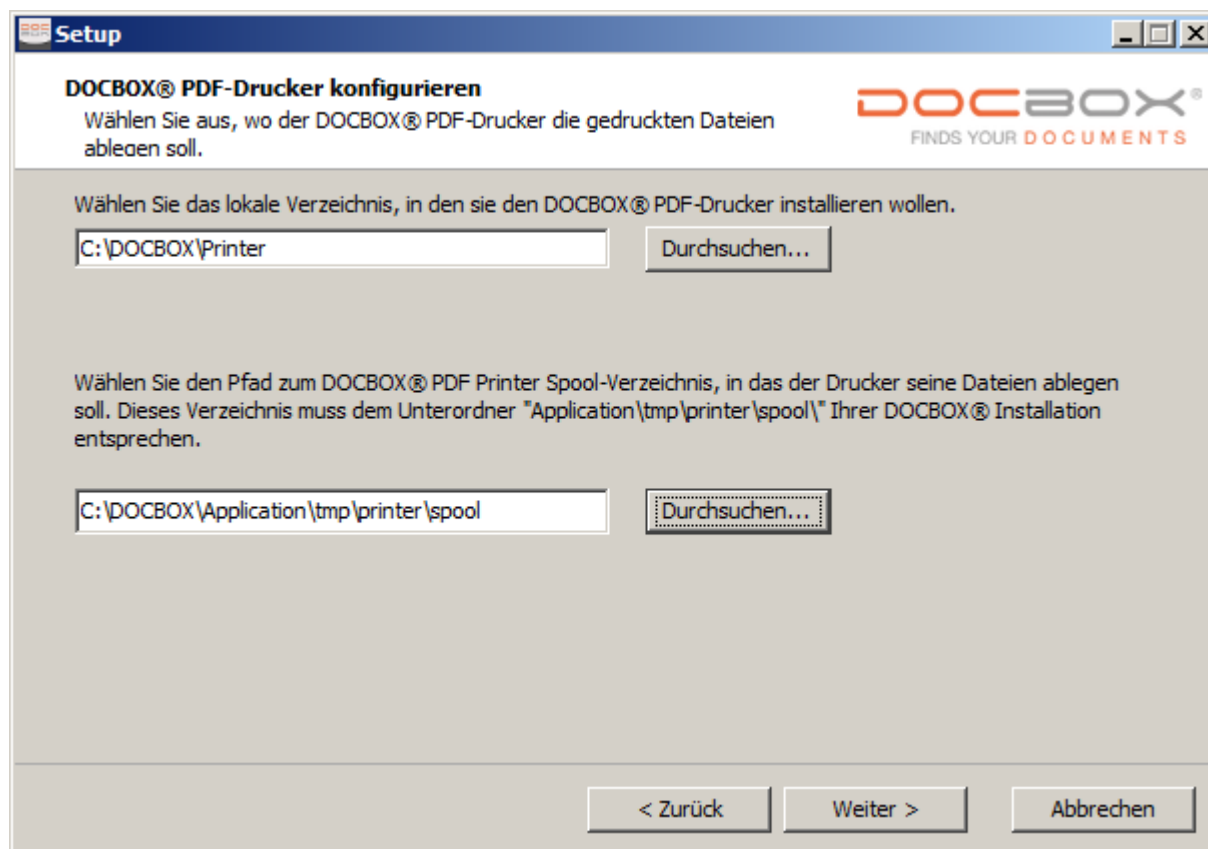 Setup
DOCBOX® PDF-Drucker konfigurieren
Wählen Sie aus, wo der DOCBOX® PDF-Drucker die gedruckten Dateien
ablegen soll.
DOCBOX®
FINDS YOUR DOCUMENTS
Wählen Sie das lokale Verzeichnis, in den sie den DOCBOX® PDF-Drucker installieren wollen.
C:\DOCBOX\Printer
Durchsuchen...
Wählen Sie den Pfad zum DOCBOX® PDF Printer Spool-Verzeichnis, in das der Drucker seine Dateien ablegen
soll. Dieses Verzeichnis muss dem Unterordner "Application\tmp\printer\spool\" Ihrer DOCBOX® Installation
entsprechen.
C:\DOCBOX\Application\tmp\printer\spool
Durchsuchen...
< Zurück
Weiter >
Abbrechen